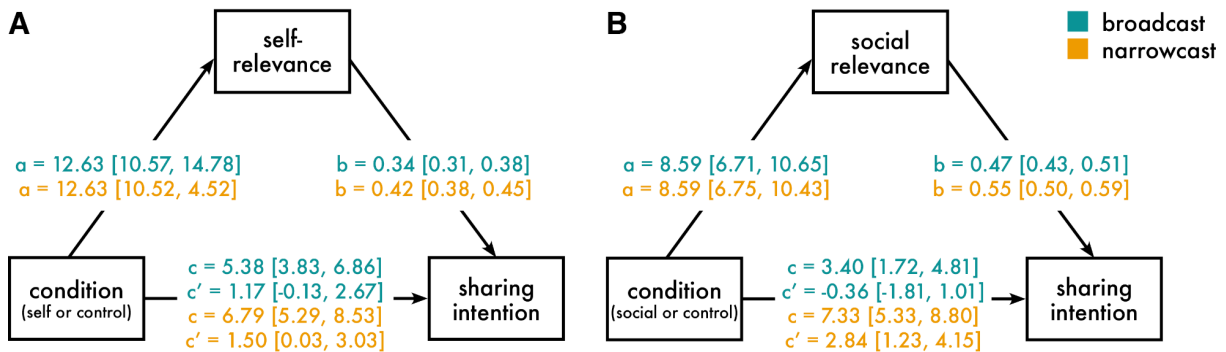 A
self-
relevance
a = 12.63 [10.57, 14.78]
a = 12.63 [10.52, 4.52]
b = 0.34 [0.31, 0.38]
b = 0.42 [0.38, 0.45]
condition
(self or control)
c = 5.38 [3.83, 6.86]
c′ = 1.17 [-0.13, 2.67]
c = 6.79 [5.29, 8.53]
c′ = 1.50 [0.03, 3.03]
sharing
intention
B
social
relevance
broadcast
narrowcast
a = 8.59 [6.71, 10.65]
a = 8.59 [6.75, 10.43]
b = 0.47 [0.43, 0.51]
b = 0.55 [0.50, 0.59]
condition
(social or control)
c = 3.40 [1.72, 4.81]
c′ = -0.36 [-1.81, 1.01]
c = 7.33 [5.33, 8.80]
c′ = 2.84 [1.23, 4.15]
sharing
intention